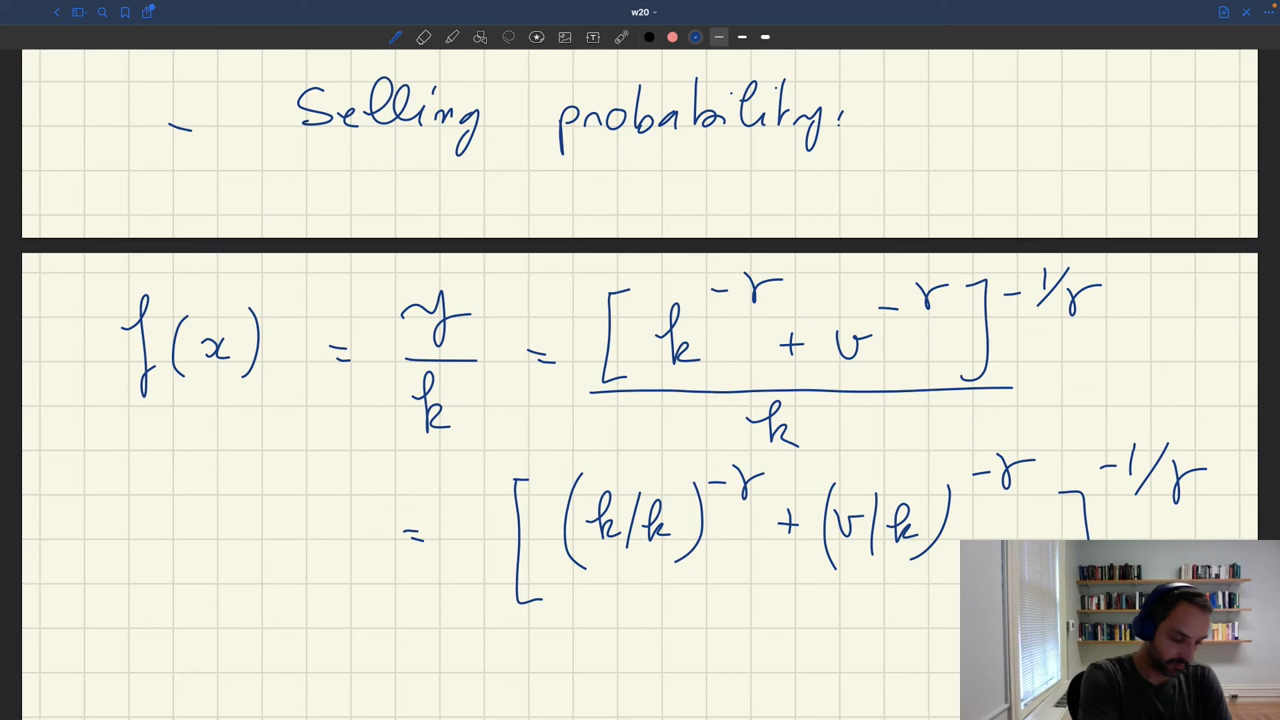 w20
- Selling probability:
f(x) = y/k = [k^{-γ} + v^{-γ}]^{-1/γ} / k
= [(k/k)^{-γ} + (v/k)^{-γ}]^{-1/γ}